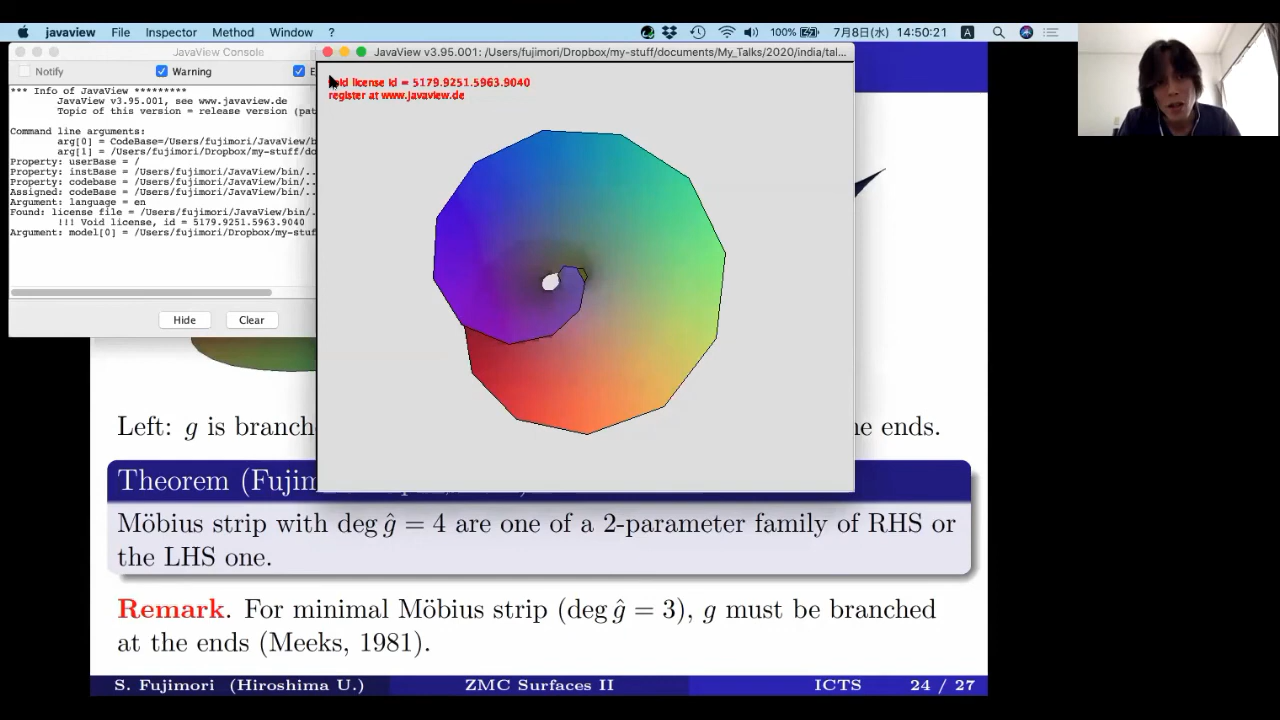 javaview File Inspector Method Window ? 100% 7月8日(水) 14:50:21 A
JavaView Console
Notify Warning
*** Info of JavaView *********
JavaView v3.95.001, see www.javaview.de
Topic of this version = release version (pat
Command line arguments:
arg[0] = CodeBase=/Users/fujimori/JavaView/b
arg[1] = /Users/fujimori/Dropbox/my-stuff/do
Property: userBase = /
Property: instBase = /Users/fujimori/JavaView/bin/..
Property: codebase = /Users/fujimori/JavaView/bin/..
Assigned: codeBase = /Users/fujimori/JavaView/bin/..
Argument: language = en
Found: license file = /Users/fujimori/JavaView/bin/.
!!! Void license, id = 5179.9251.5963.9040
Argument: model[0] = /Users/fujimori/Dropbox/my-stuf
Hide Clear
JavaView v3.95.001: /Users/fujimori/Dropbox/my-stuff/documents/My_Talks/2020/india/tal...
license id = 5179.9251.5963.9040
register at www.javaview.de
Left: g is branch he ends.
Theorem (Fujim
Möbius strip with deg ĝ = 4 are one of a 2-parameter family of RHS or
the LHS one.
Remark. For minimal Möbius strip (deg ĝ = 3), g must be branched
at the ends (Meeks, 1981).
S. Fujimori (Hiroshima U.) ZMC Surfaces II ICTS 24 / 27